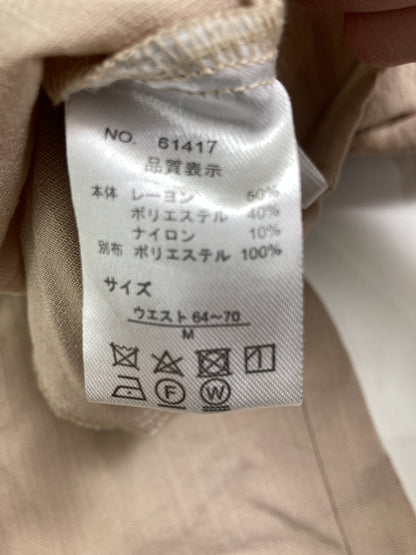 NO. 61417
品質表示
本体 レーヨン 50%
ポリエステル 40%
ナイロン 10%
別布 ポリエステル 100%
サイズ
ウエスト 64〜70
M
F W